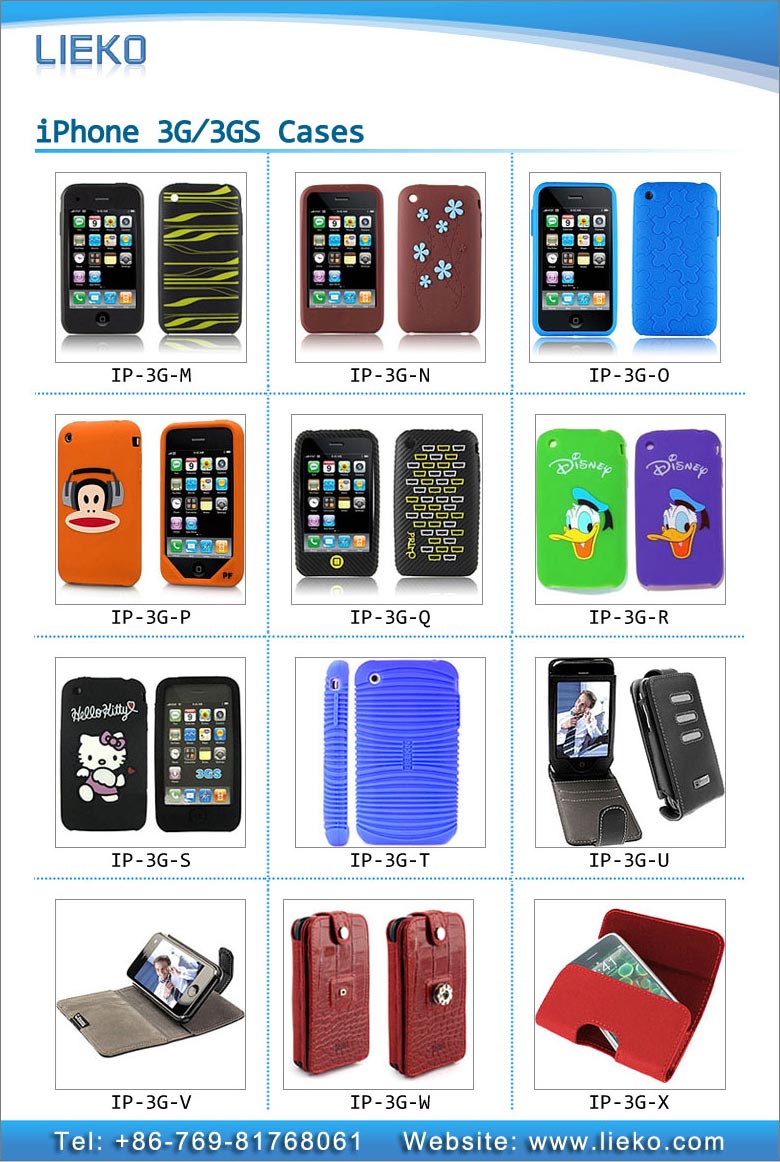 LIEKO
iPhone 3G/3GS Cases
IP-3G-M
IP-3G-N
IP-3G-O
PF
Disney
Disney
IP-3G-P
IP-3G-Q
IP-3G-R
Hello Kitty
3GS
IP-3G-S
IP-3G-T
IP-3G-U
IP-3G-V
IP-3G-W
IP-3G-X
Tel: +86-769-81768061 Website: www.lieko.com